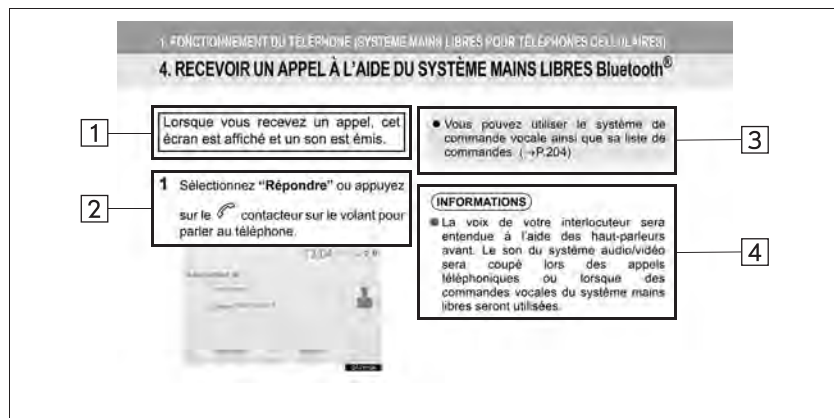 1. FONCTIONNEMENT DU TÉLÉPHONE (SYSTÈME MAINS LIBRES POUR TÉLÉPHONES CELLULAIRES)
4. RECEVOIR UN APPEL À L'AIDE DU SYSTÈME MAINS LIBRES Bluetooth®
1
Lorsque vous recevez un appel, cet
écran est affiché et un son est émis.
2
1 Sélectionnez "Répondre" ou appuyez
sur le contacteur sur le volant pour
parler au téléphone.
3
● Vous pouvez utiliser le système de
commande vocale ainsi que sa liste de
commandes. (→P.204)
4
INFORMATIONS
● La voix de votre interlocuteur sera
entendue à l'aide des haut-parleurs
avant. Le son du système audio/vidéo
sera coupé lors des appels
téléphoniques ou lorsque des
commandes vocales du système mains
libres seront utilisées.